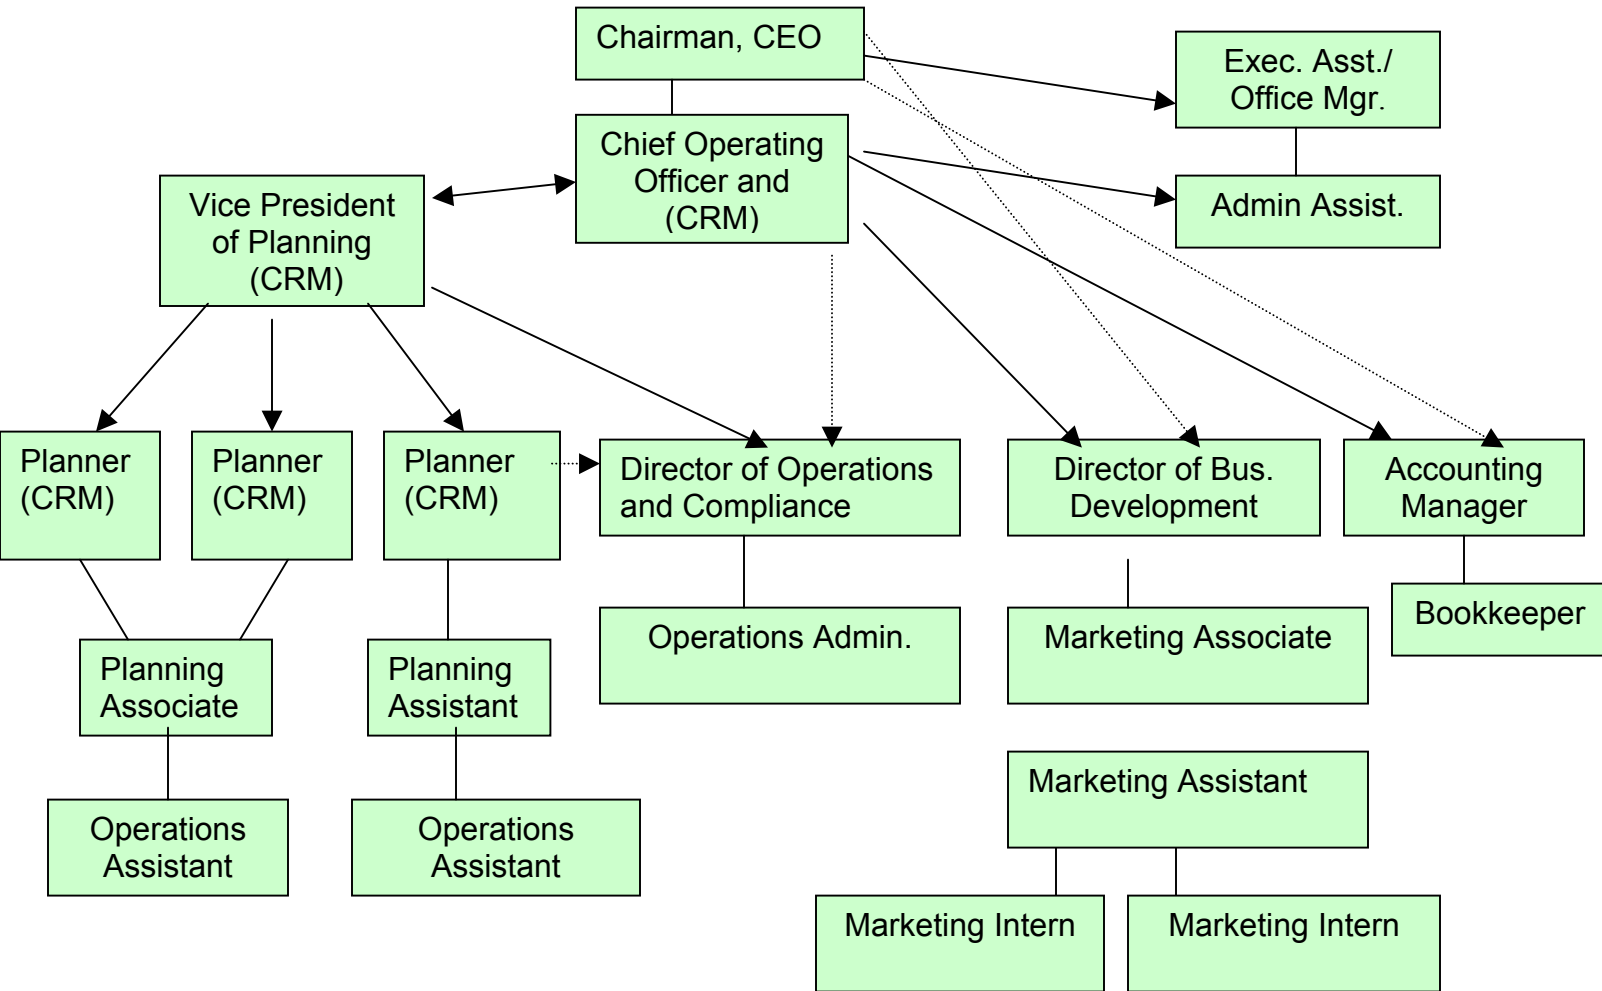 Chairman, CEO
Exec. Asst./
Office Mgr.
Chief Operating
Officer and
(CRM)
Admin Assist.
Vice President
of Planning
(CRM)
Planner
(CRM)
Planner
(CRM)
Planner
(CRM)
Director of Operations
and Compliance
Director of Bus.
Development
Accounting
Manager
Bookkeeper
Operations Admin.
Marketing Associate
Planning
Associate
Planning
Assistant
Marketing Assistant
Operations
Assistant
Operations
Assistant
Marketing Intern
Marketing Intern